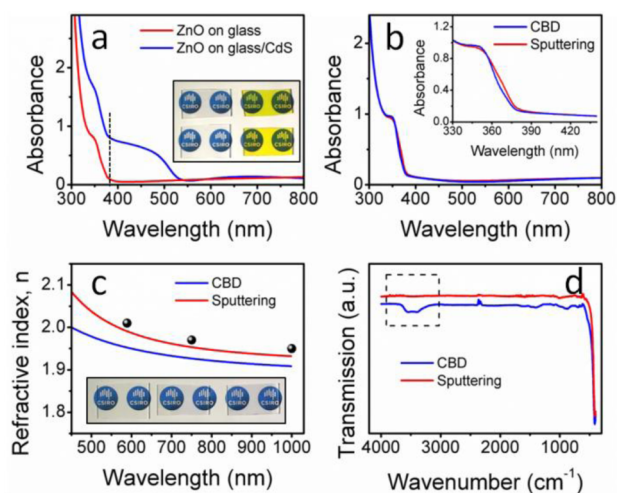 a
ZnO on glass
ZnO on glass/CdS
CSIRO CSIRO CSIRO CSIRO
CSIRO CSIRO CSIRO CSIRO
Absorbance
2
1
0
300 400 500 600 700 800
Wavelength (nm)
b
CBD
Sputtering
Absorbance
1.2
0.8
0.4
0.0
330 360 390 420
Wavelength (nm)
Absorbance
2
1
0
300 400 500 600 700 800
Wavelength (nm)
c
CBD
Sputtering
CSIRO CSIRO CSIRO CSIRO CSIRO CSIRO
Refractive index, n
2.1
2.0
1.9
1.8
500 600 700 800 900 1000
Wavelength (nm)
d
CBD
Sputtering
Transmission (a.u.)
4000 3000 2000 1000
Wavenumber (cm⁻¹)